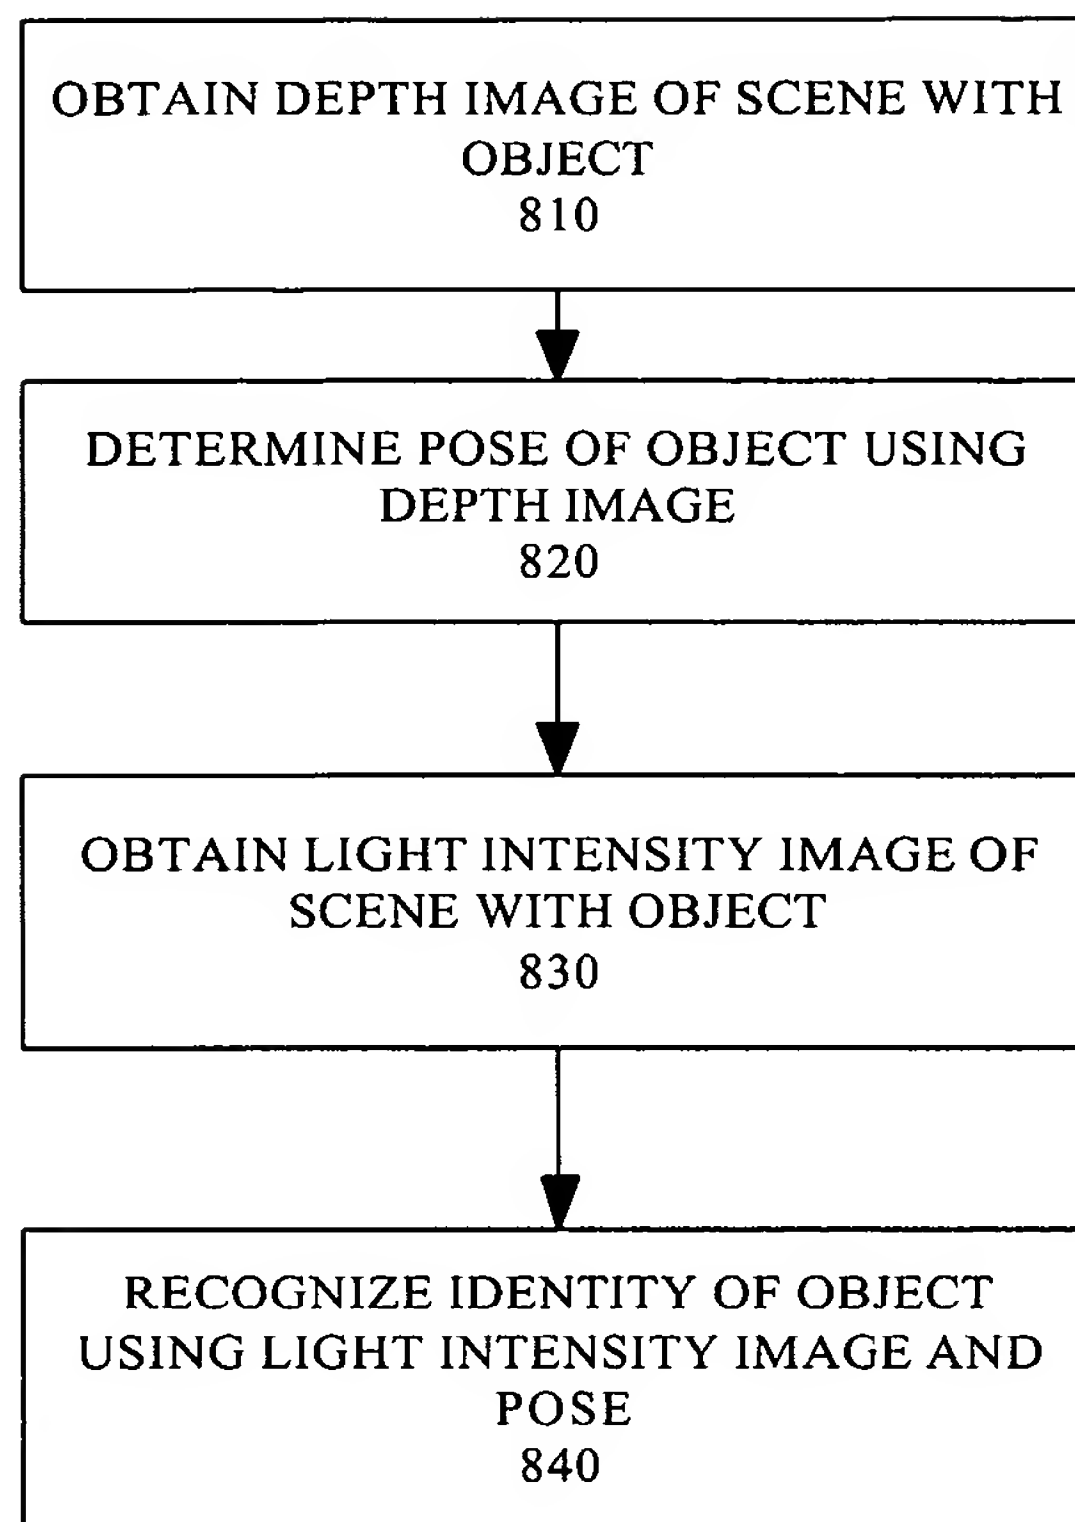 OBTAIN DEPTH IMAGE OF SCENE WITH
OBJECT
810
DETERMINE POSE OF OBJECT USING
DEPTH IMAGE
820
OBTAIN LIGHT INTENSITY IMAGE OF
SCENE WITH OBJECT
830
RECOGNIZE IDENTITY OF OBJECT
USING LIGHT INTENSITY IMAGE AND
POSE
840